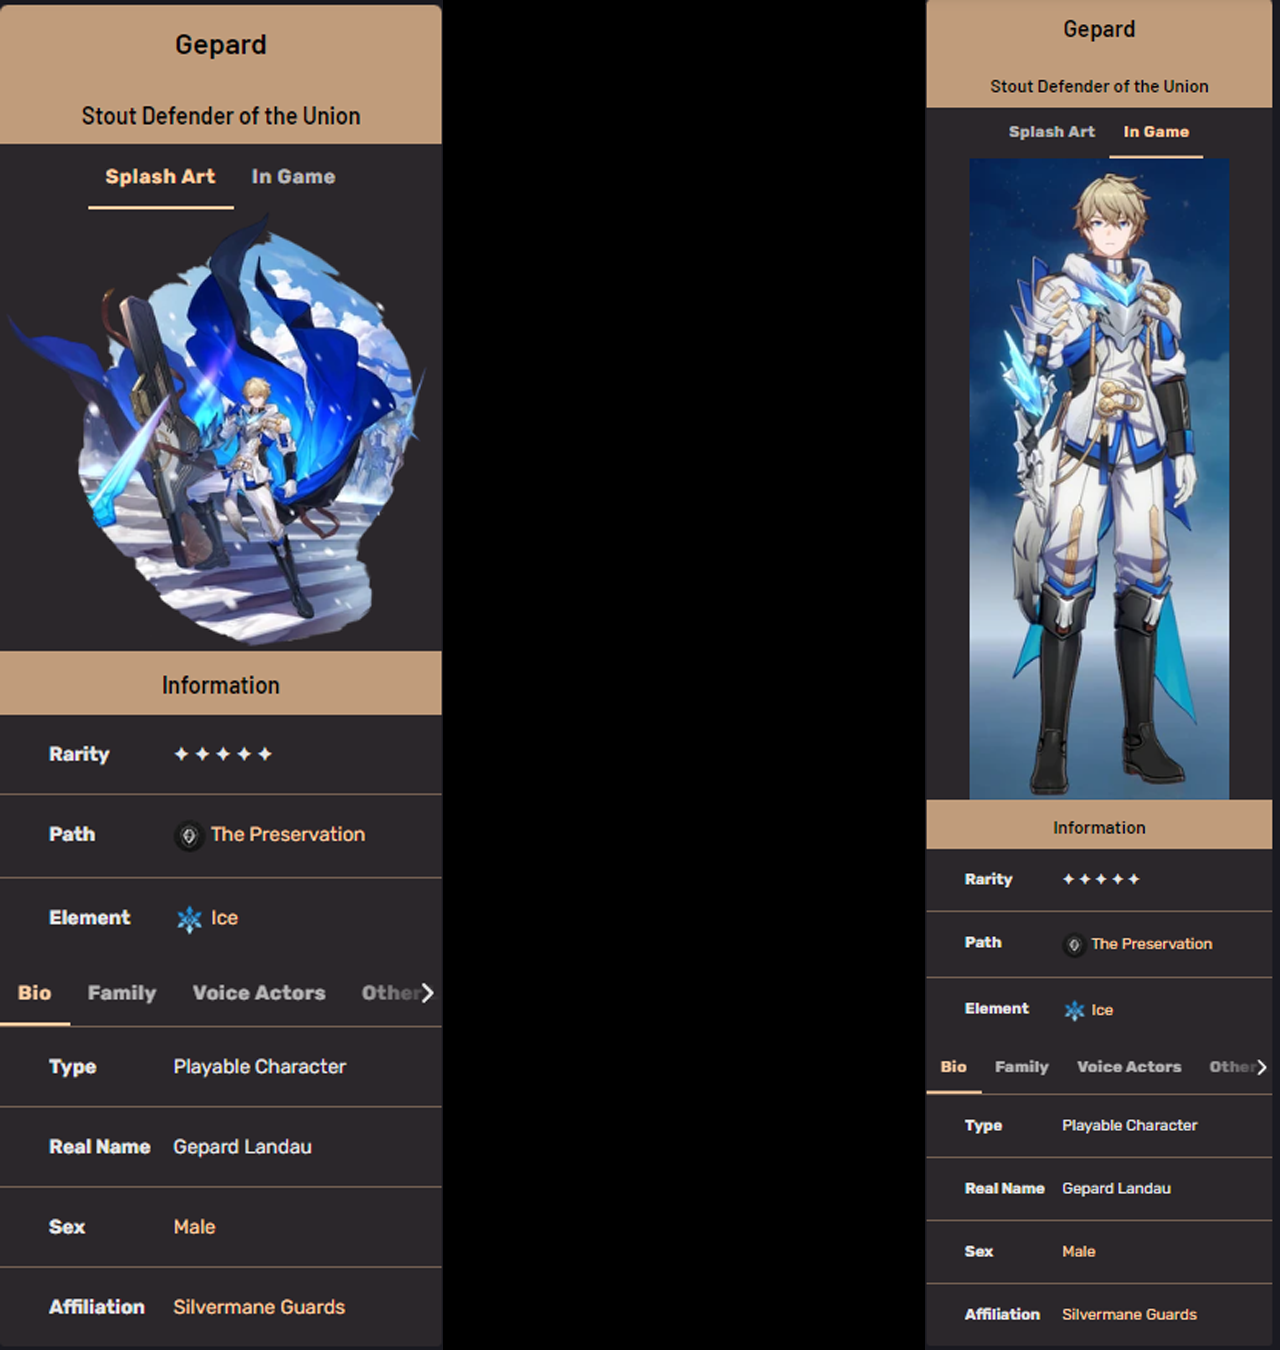 Gepard
Stout Defender of the Union
Splash Art In Game
Information
Rarity
Path The Preservation
Element Ice
Bio Family Voice Actors Other
Type Playable Character
Real Name Gepard Landau
Sex Male
Affiliation Silvermane Guards
Gepard
Stout Defender of the Union
Splash Art In Game
Information
Rarity
Path The Preservation
Element Ice
Bio Family Voice Actors Other
Type Playable Character
Real Name Gepard Landau
Sex Male
Affiliation Silvermane Guards